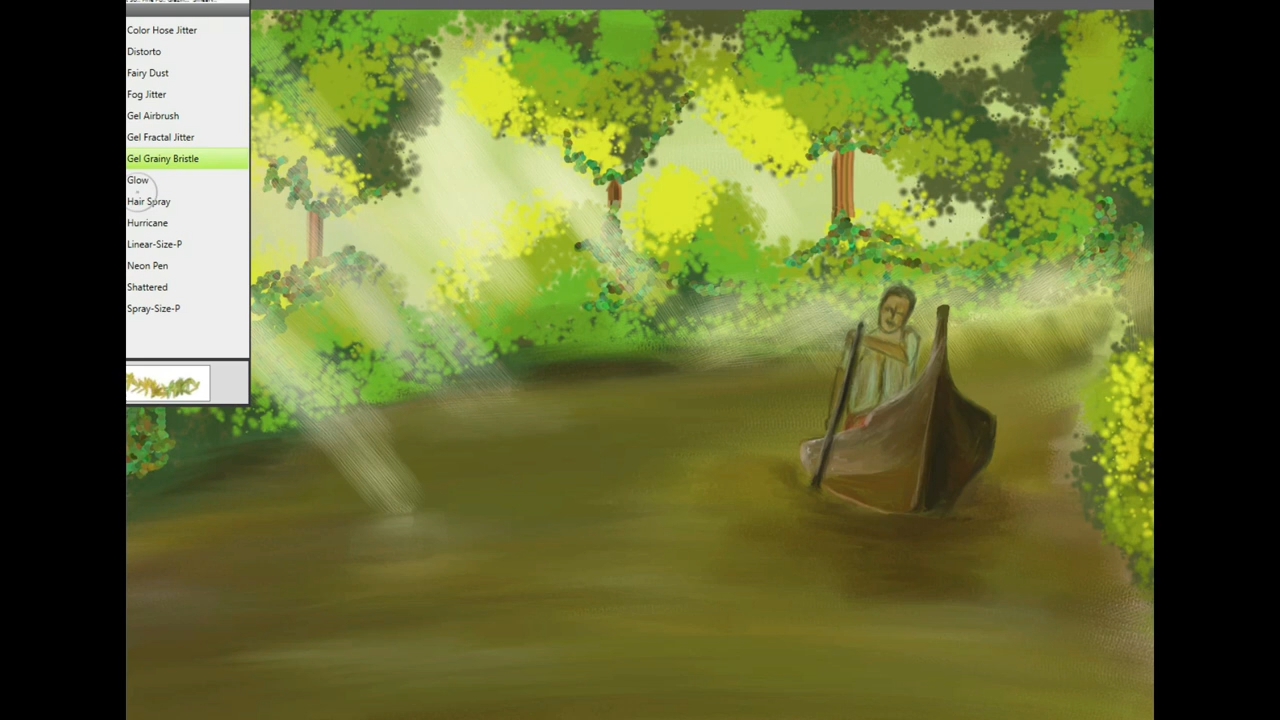 Color Hose Jitter
Distorto
Fairy Dust
Fog Jitter
Gel Airbrush
Gel Fractal Jitter
Gel Grainy Bristle
Glow
Hair Spray
Hurricane
Linear-Size-P
Neon Pen
Shattered
Spray-Size-P